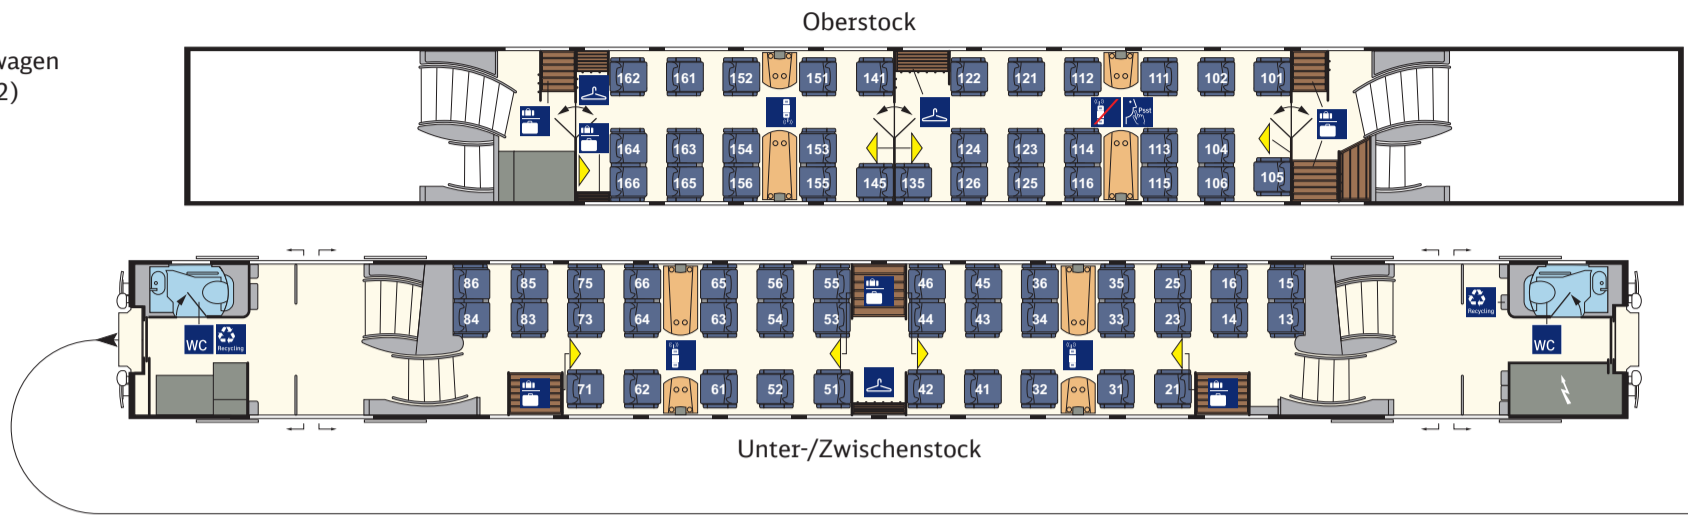 Oberstock
wagen
2)
162 161 152 151 141 122 121 112 111 102 101
Psst
164 163 154 153 124 123 114 113 104
166 165 156 155 145 135 126 125 116 115 106 105
86 85 75 66 65 56 55 46 45 36 35 25 16 15
84 83 73 64 63 54 53 44 43 34 33 23 14 13
WC Recycling Recycling WC
71 62 61 52 51 42 41 32 31 21
Unter-/Zwischenstock